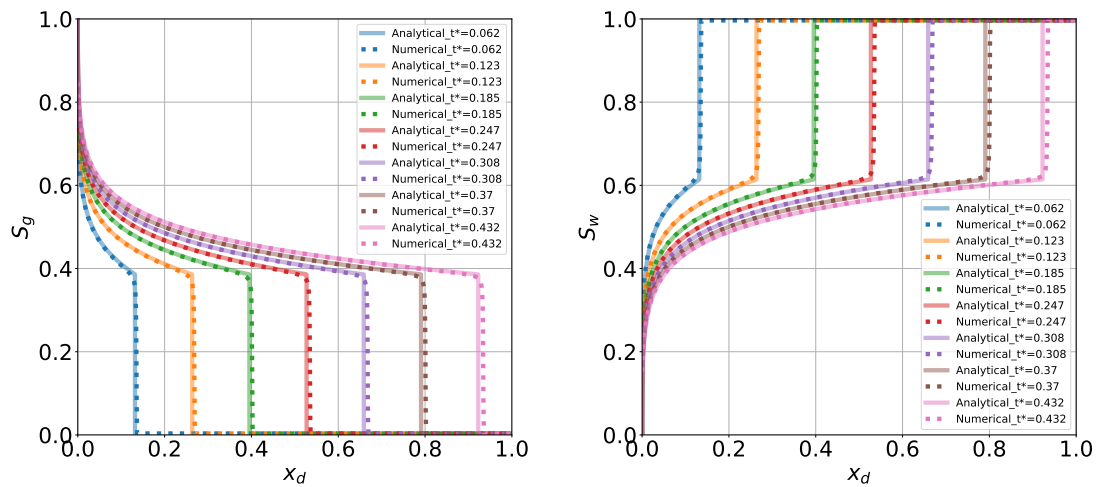 1.0
0.8
0.6
0.4
0.2
0.0
S_g
0.0 0.2 0.4 0.6 0.8 1.0
x_d
Analytical_t*=0.062
Numerical_t*=0.062
Analytical_t*=0.123
Numerical_t*=0.123
Analytical_t*=0.185
Numerical_t*=0.185
Analytical_t*=0.247
Numerical_t*=0.247
Analytical_t*=0.308
Numerical_t*=0.308
Analytical_t*=0.37
Numerical_t*=0.37
Analytical_t*=0.432
Numerical_t*=0.432
1.0
0.8
0.6
0.4
0.2
0.0
S_w
0.0 0.2 0.4 0.6 0.8 1.0
x_d
Analytical_t*=0.062
Numerical_t*=0.062
Analytical_t*=0.123
Numerical_t*=0.123
Analytical_t*=0.185
Numerical_t*=0.185
Analytical_t*=0.247
Numerical_t*=0.247
Analytical_t*=0.308
Numerical_t*=0.308
Analytical_t*=0.37
Numerical_t*=0.37
Analytical_t*=0.432
Numerical_t*=0.432